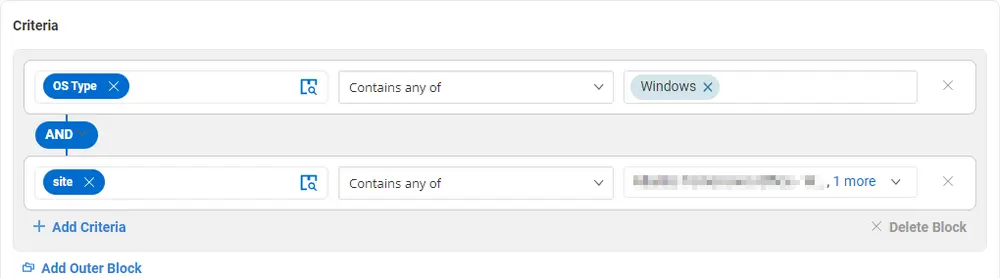 Criteria
OS Type Contains any of Windows
AND
site Contains any of , 1 more
Add Criteria Delete Block
Add Outer Block